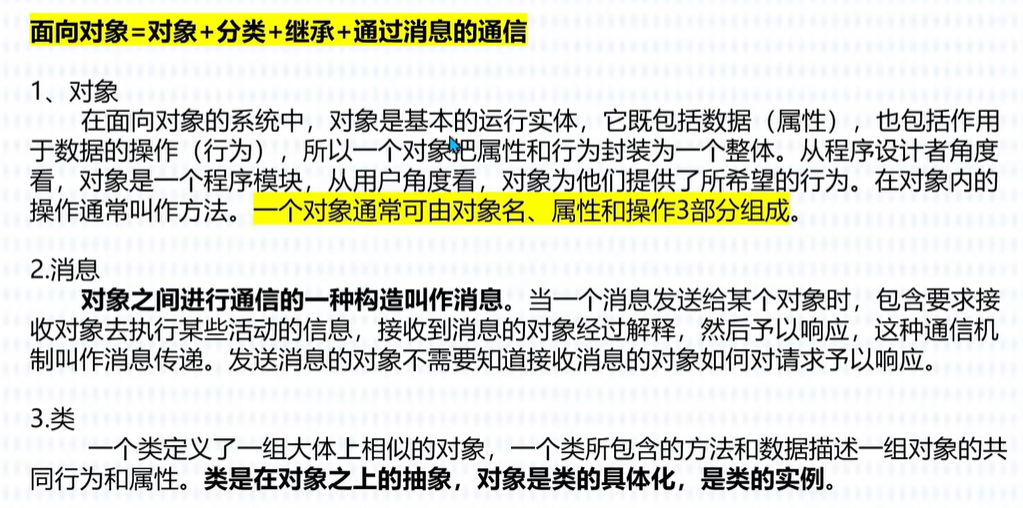 面向对象=对象+分类+继承+通过消息的通信
1、对象
在面向对象的系统中，对象是基本的运行实体，它既包括数据（属性），也包括作用
于数据的操作（行为），所以一个对象把属性和行为封装为一个整体。从程序设计者角度
看，对象是一个程序模块，从用户角度看，对象为他们提供了所希望的行为。在对象内的
操作通常叫作方法。一个对象通常可由对象名、属性和操作3部分组成。
2.消息
对象之间进行通信的一种构造叫作消息。当一个消息发送给某个对象时，包含要求接
收对象去执行某些活动的信息，接收到消息的对象经过解释，然后予以响应，这种通信机
制叫作消息传递。发送消息的对象不需要知道接收消息的对象如何对请求予以响应。
3.类
一个类定义了一组大体上相似的对象，一个类所包含的方法和数据描述一组对象的共
同行为和属性。类是在对象之上的抽象，对象是类的具体化，是类的实例。